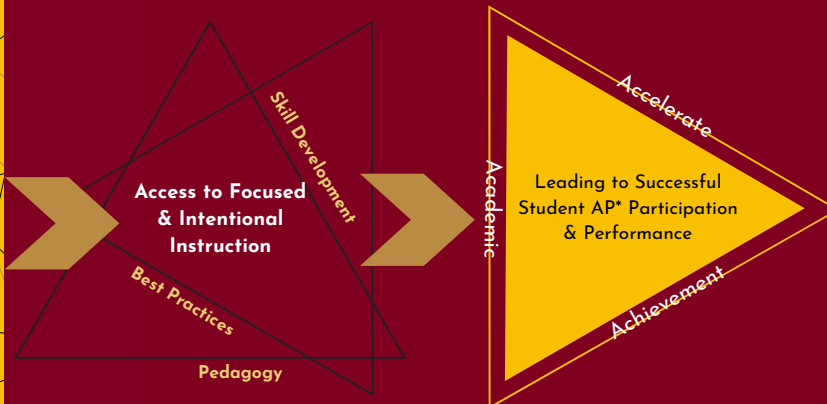 Skill Development
Access to Focused
& Intentional
Instruction
Best Practices
Pedagogy
Accelerate
Academic
Leading to Successful
Student AP* Participation
& Performance
Achievement